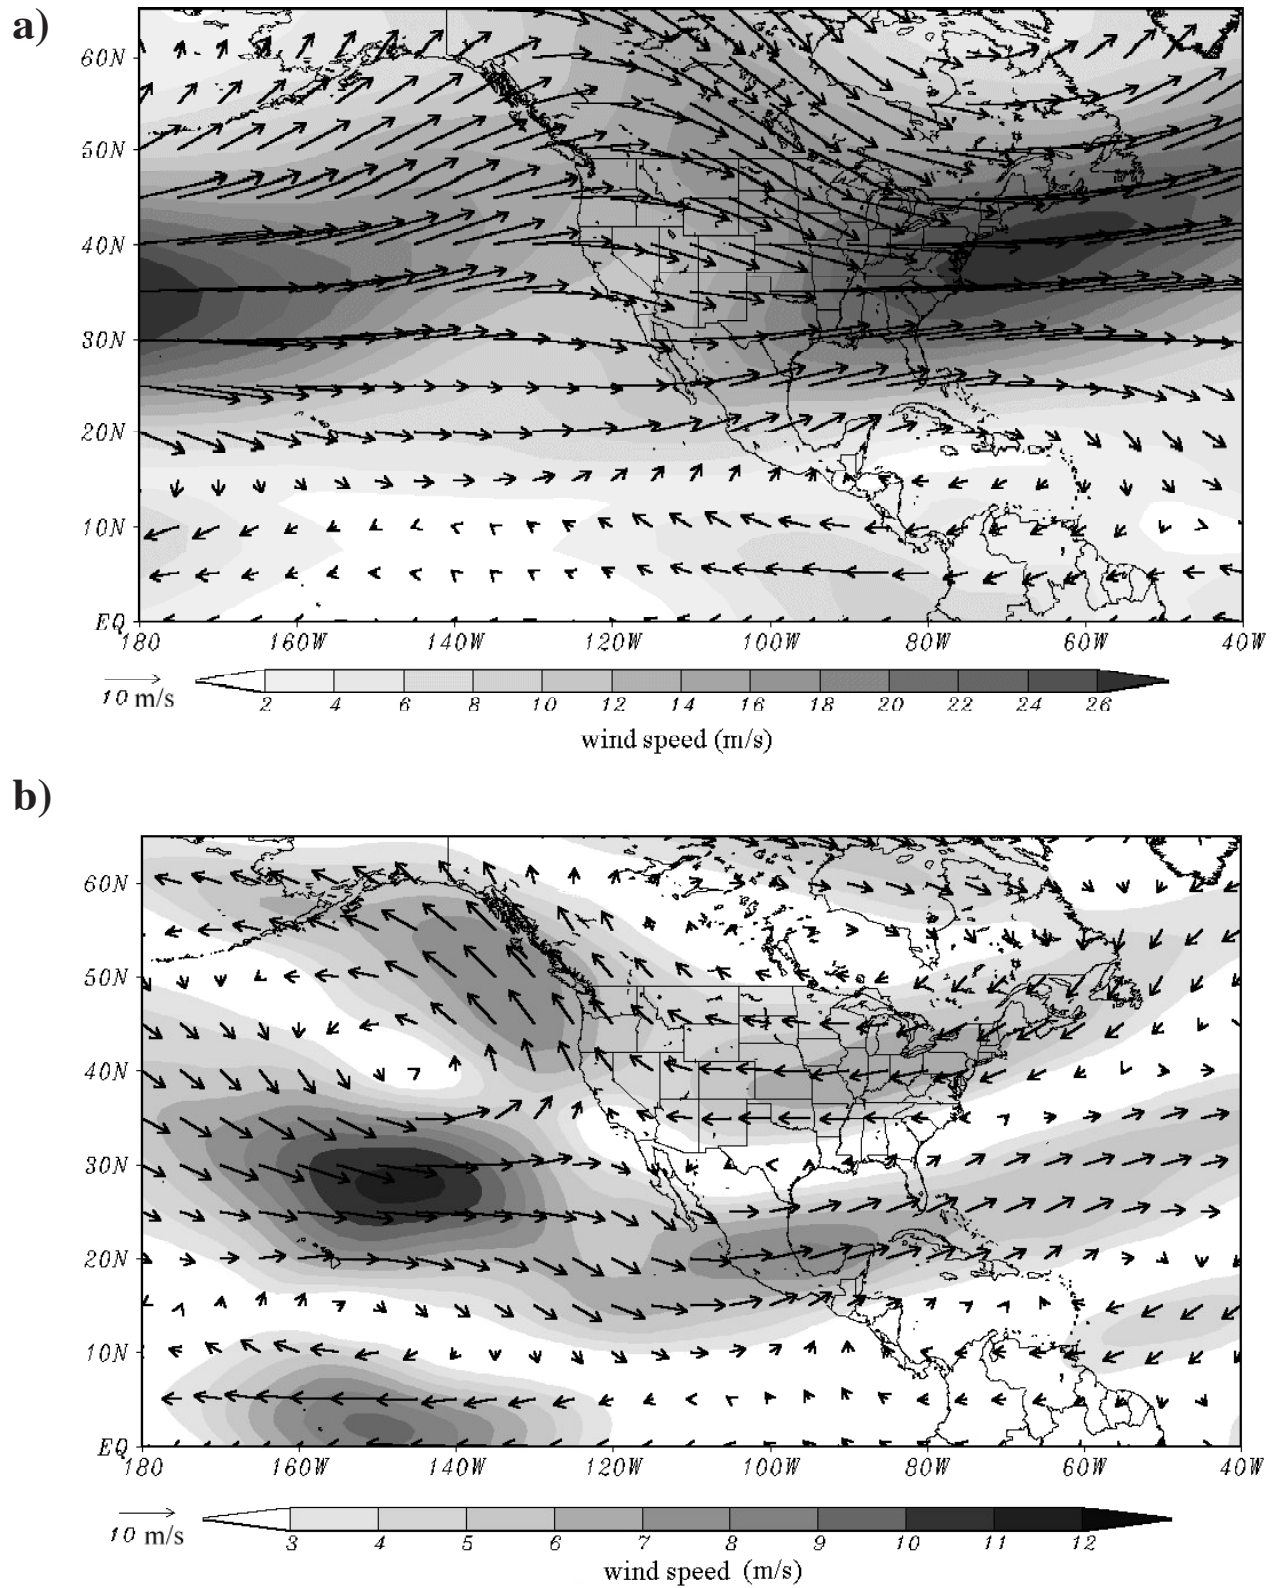 a)
60N
50N
40N
30N
20N
10N
EQ
180 160W 140W 120W 100W 80W 60W 40W
10 m/s
2 4 6 8 10 12 14 16 18 20 22 24 26
wind speed (m/s)
b)
60N
50N
40N
30N
20N
10N
EQ
180 160W 140W 120W 100W 80W 60W 40W
10 m/s
3 4 5 6 7 8 9 10 11 12
wind speed (m/s)